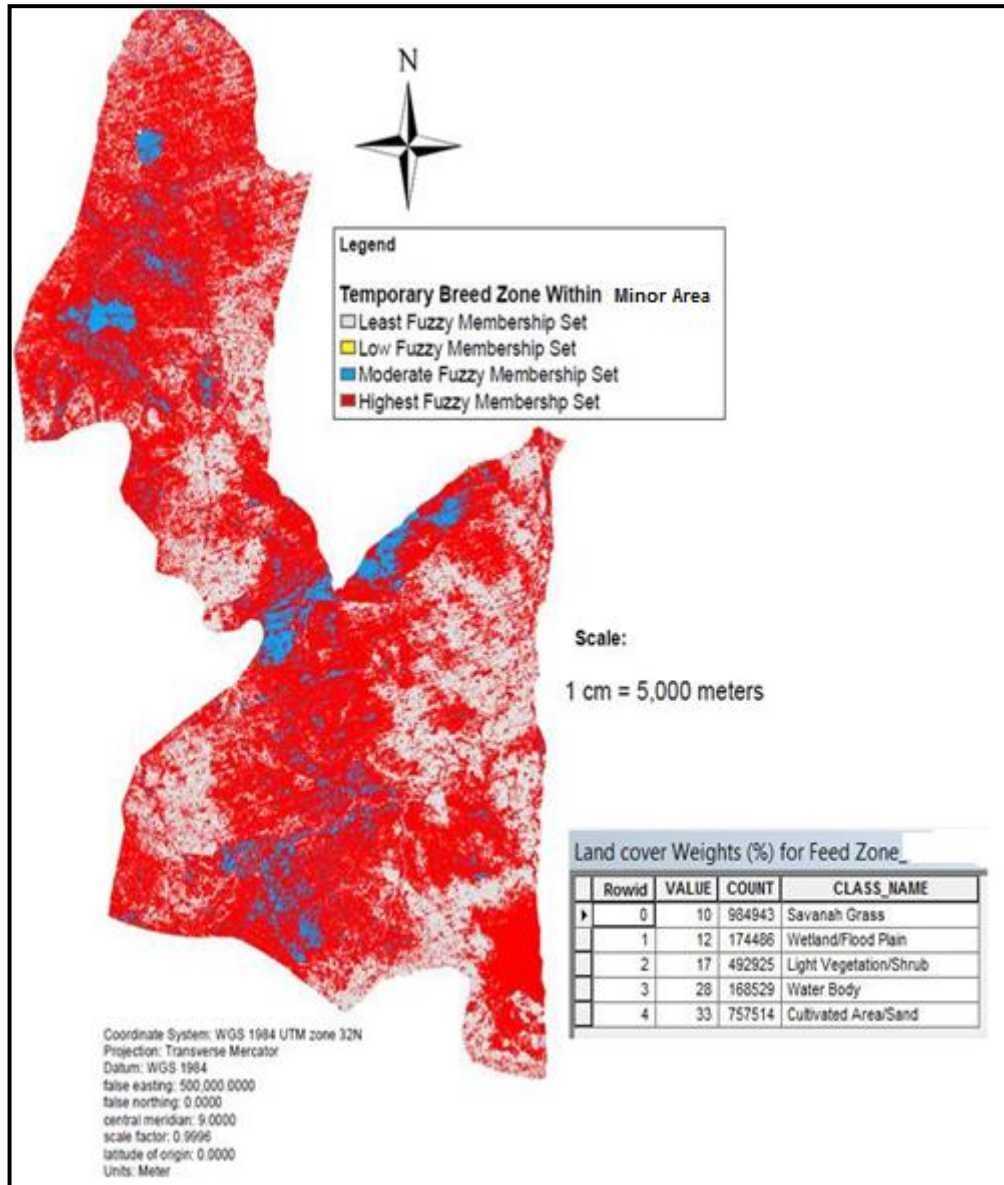 N
Legend
Temporary Breed Zone Within Minor Area
Least Fuzzy Membership Set
Low Fuzzy Membership Set
Moderate Fuzzy Membership Set
Highest Fuzzy Membershp Set
Scale:
1 cm = 5,000 meters
Land cover Weights (%) for Feed Zone_
Rowid VALUE COUNT CLASS_NAME
0 10 984943 Savanah Grass
1 12 174486 Wetland/Flood Plain
2 17 492925 Light Vegetation/Shrub
3 28 168529 Water Body
4 33 757514 Cultivated Area/Sand
Coordinate System: WGS 1984 UTM zone 32N
Projection: Transverse Mercator
Datum: WGS 1984
false easting: 500,000.0000
false northing: 0.0000
central meridian: 9.0000
scale factor: 0.9996
latitude of origin: 0.0000
Units: Meter